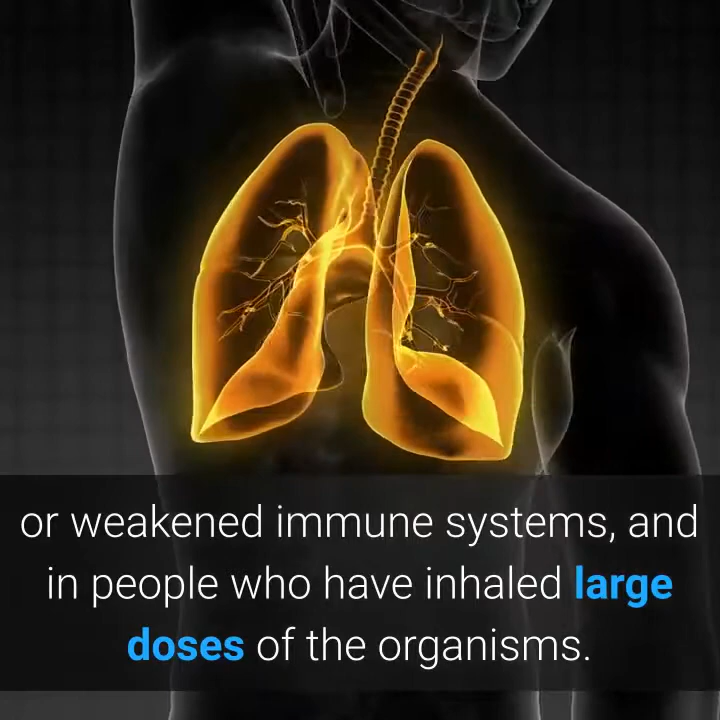 or weakened immune systems, and
in people who have inhaled large
doses of the organisms.